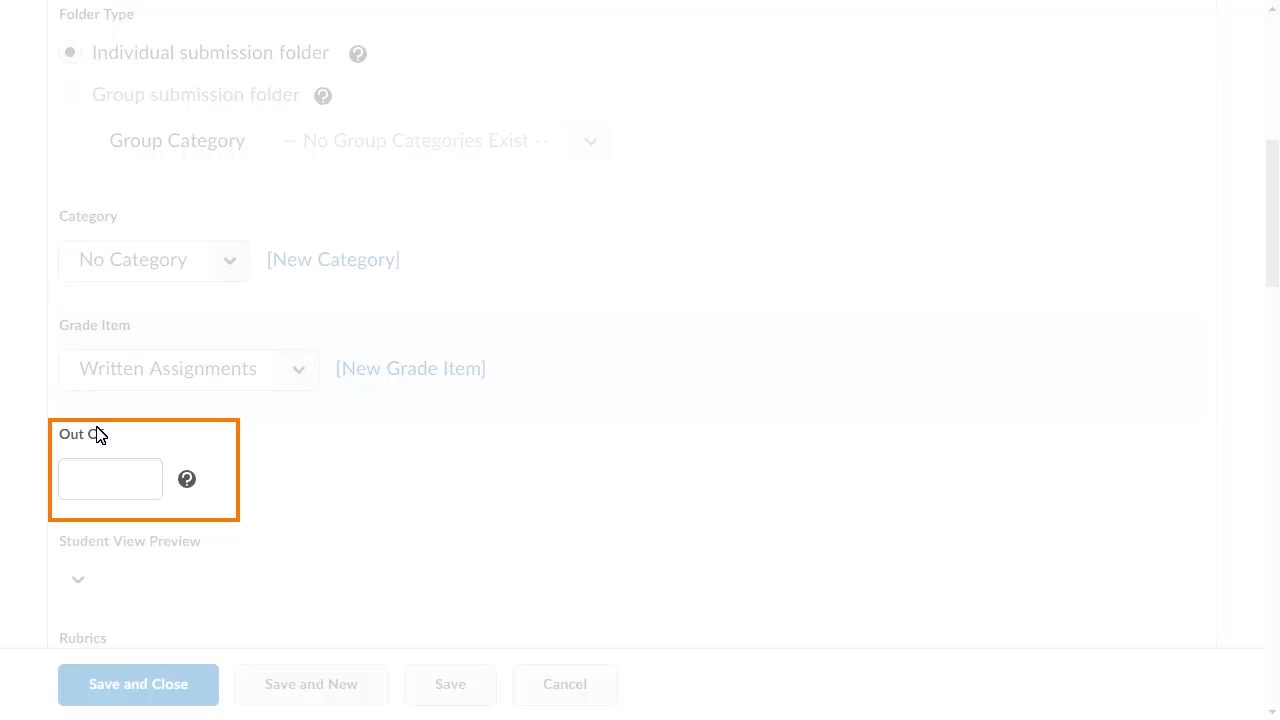 Folder Type
Individual submission folder
Group submission folder
Group Category -- No Group Categories Exist --
Category
No Category [New Category]
Grade Item
Written Assignments [New Grade Item]
Out
Student View Preview
Rubrics
Save and Close Save and New Save Cancel